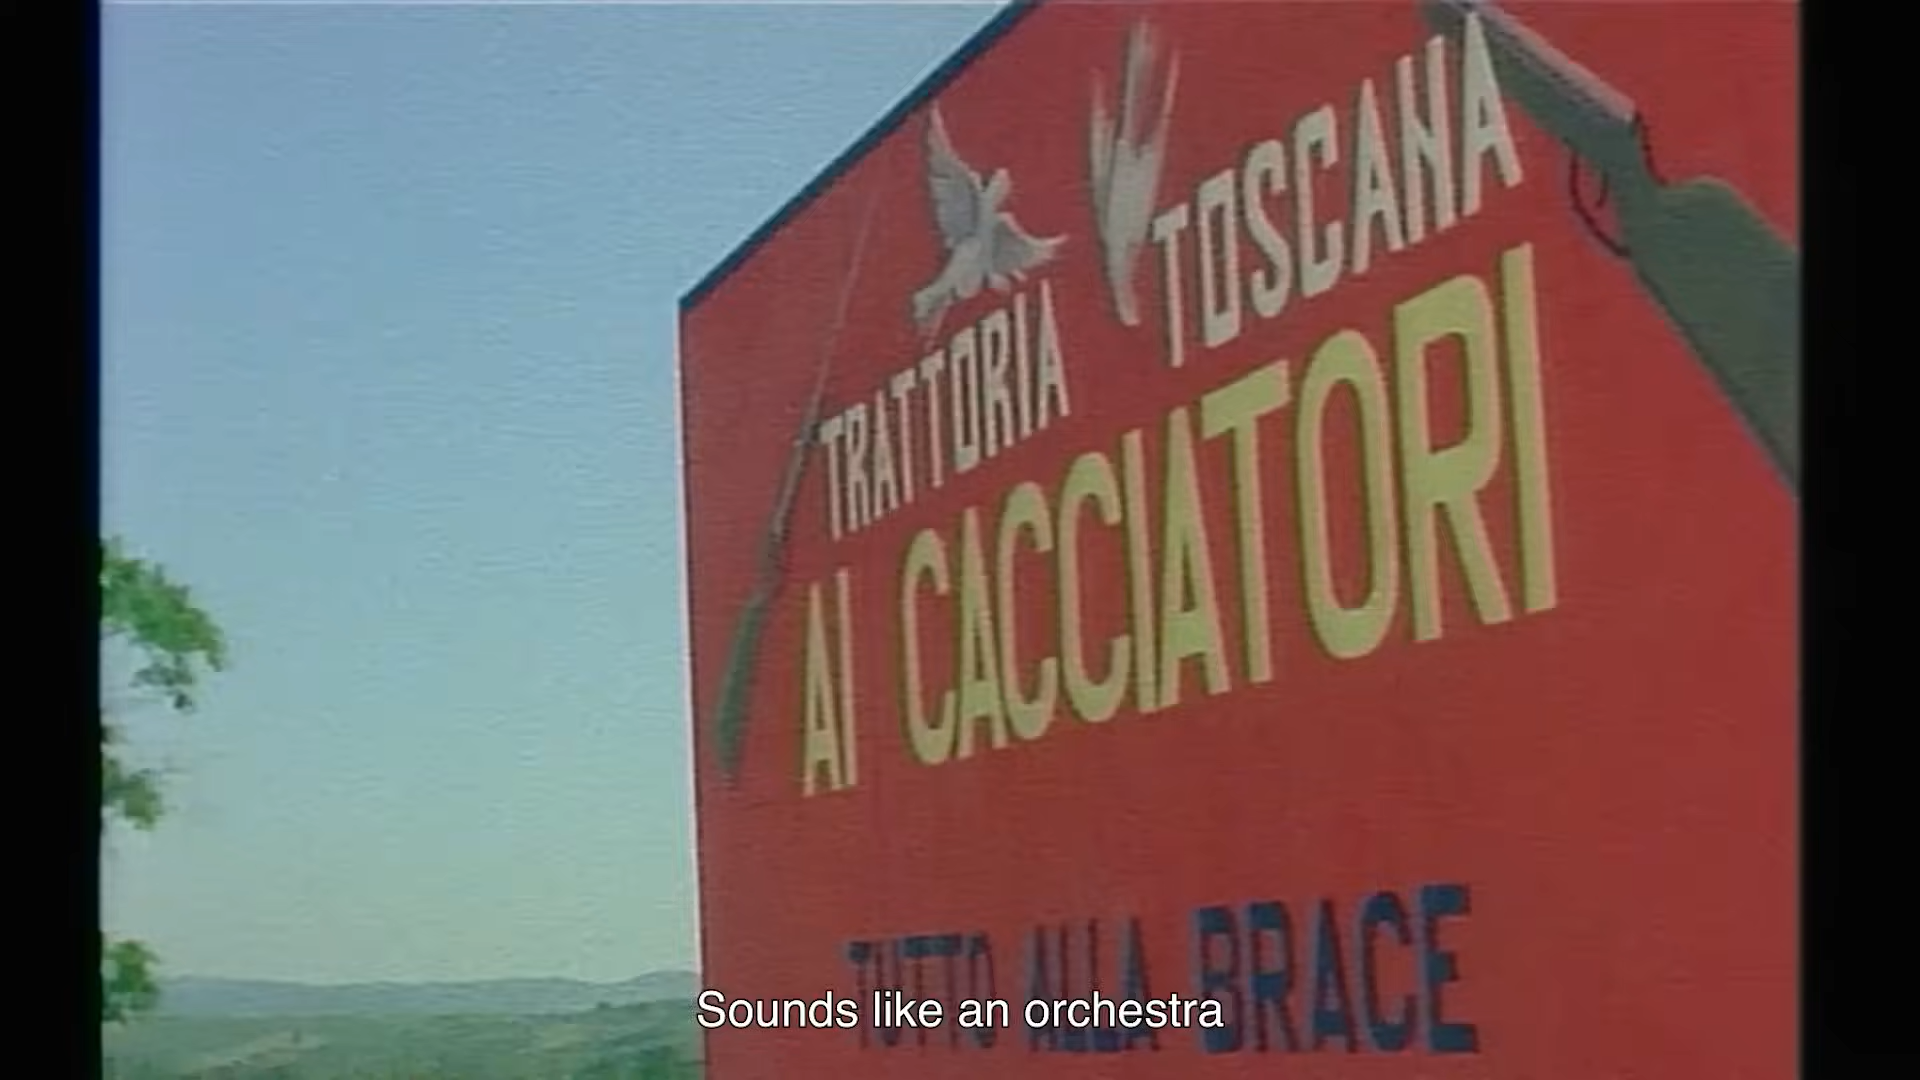 TRATTORIA TOSCANA
AI CACCIATORI
TUTTO ALLA BRACE
Sounds like an orchestra